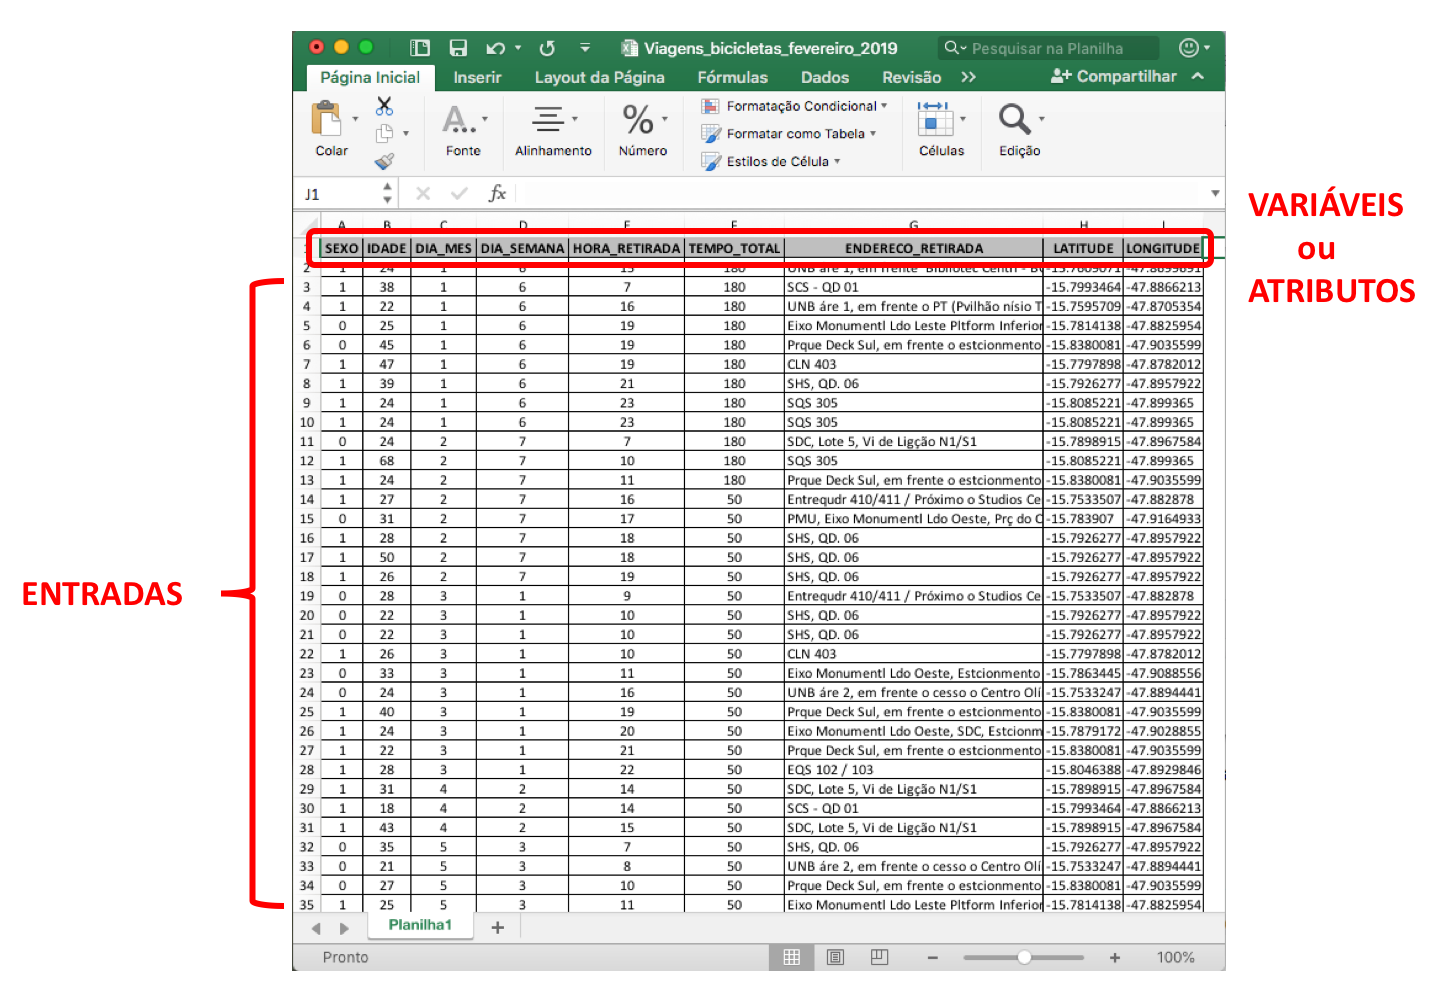 Viagens_bicicletas_fevereiro_2019 Pesquisar na Planilha
Página Inicial Inserir Layout da Página Fórmulas Dados Revisão >> Compartilhar
Colar Fonte Alinhamento Número Formatação Condicional Formatar como Tabela Estilos de Célula Células Edição
J1 fx
VARIÁVEIS
ou
ATRIBUTOS
ENTRADAS
A B C D E F G H I
1 SEXO IDADE DIA_MES DIA_SEMANA HORA_RETIRADA TEMPO_TOTAL ENDERECO_RETIRADA LATITUDE LONGITUDE
2 1 24 1 6 15 180 UNB áre 1, em frente Bibliotec Centrl - -15.7609071 -47.8699691
3 1 38 1 6 7 180 SCS - QD 01 -15.7993464 -47.8866213
4 1 22 1 6 16 180 UNB áre 1, em frente o PT (Pvilhão nísio T -15.7595709 -47.8705354
5 0 25 1 6 19 180 Eixo Monumentl Ldo Leste Pltform Inferior -15.7814138 -47.8825954
6 0 45 1 6 19 180 Prque Deck Sul, em frente o estcionmento -15.8380081 -47.9035599
7 1 47 1 6 19 180 CLN 403 -15.7797898 -47.8782012
8 1 39 1 6 21 180 SHS, QD. 06 -15.7926277 -47.8957922
9 1 24 1 6 23 180 SQS 305 -15.8085221 -47.899365
10 1 24 1 6 23 180 SQS 305 -15.8085221 -47.899365
11 0 24 2 7 7 180 SDC, Lote 5, Vi de Ligção N1/S1 -15.7898915 -47.8967584
12 1 68 2 7 10 180 SQS 305 -15.8085221 -47.899365
13 1 24 2 7 11 180 Prque Deck Sul, em frente o estcionmento -15.8380081 -47.9035599
14 1 27 2 7 16 50 Entrequdr 410/411 / Próximo o Studios Ce -15.7533507 -47.882878
15 0 31 2 7 17 50 PMU, Eixo Monumentl Ldo Oeste, Prç do C -15.783907 -47.9164933
16 1 28 2 7 18 50 SHS, QD. 06 -15.7926277 -47.8957922
17 1 50 2 7 18 50 SHS, QD. 06 -15.7926277 -47.8957922
18 1 26 2 7 19 50 SHS, QD. 06 -15.7926277 -47.8957922
19 0 28 3 1 9 50 Entrequdr 410/411 / Próximo o Studios Ce -15.7533507 -47.882878
20 0 22 3 1 10 50 SHS, QD. 06 -15.7926277 -47.8957922
21 0 22 3 1 10 50 SHS, QD. 06 -15.7926277 -47.8957922
22 1 26 3 1 10 50 CLN 403 -15.7797898 -47.8782012
23 0 33 3 1 11 50 Eixo Monumentl Ldo Oeste, Estcionmento -15.7863445 -47.9088556
24 0 24 3 1 16 50 UNB áre 2, em frente o cesso o Centro Olí -15.7533247 -47.8894441
25 1 40 3 1 19 50 Prque Deck Sul, em frente o estcionmento -15.8380081 -47.9035599
26 1 24 3 1 20 50 Eixo Monumentl Ldo Oeste, SDC, Estcionm -15.7879172 -47.9028855
27 1 22 3 1 21 50 Prque Deck Sul, em frente o estcionmento -15.8380081 -47.9035599
28 1 28 3 1 22 50 EQS 102 / 103 -15.8046388 -47.8929846
29 1 31 4 2 14 50 SDC, Lote 5, Vi de Ligção N1/S1 -15.7898915 -47.8967584
30 1 18 4 2 14 50 SCS - QD 01 -15.7993464 -47.8866213
31 1 43 4 2 15 50 SDC, Lote 5, Vi de Ligção N1/S1 -15.7898915 -47.8967584
32 0 35 5 3 7 50 SHS, QD. 06 -15.7926277 -47.8957922
33 0 21 5 3 8 50 UNB áre 2, em frente o cesso o Centro Olí -15.7533247 -47.8894441
34 0 27 5 3 10 50 Prque Deck Sul, em frente o estcionmento -15.8380081 -47.9035599
35 1 25 5 3 11 50 Eixo Monumentl Ldo Leste Pltform Inferior -15.7814138 -47.8825954
Planilha1 +
Pronto - + 100%